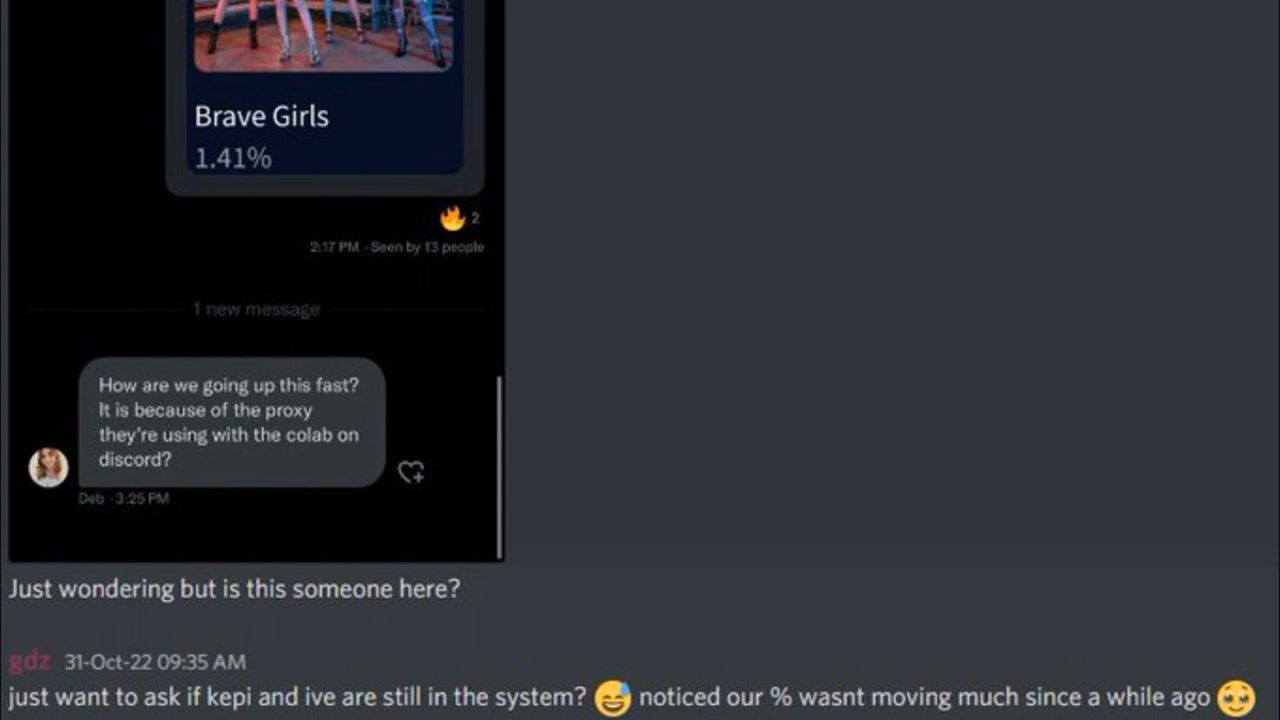 Brave Girls
1.41%
🔥 2
2:17 PM · Seen by 13 people
1 new message
How are we going up this fast?
It is because of the proxy
they're using with the colab on
discord?
Deb · 3:25 PM
Just wondering but is this someone here?
gdz 31-Oct-22 09:35 AM
just want to ask if kepi and ive are still in the system? 😅 noticed our % wasnt moving much since a while ago 🥹